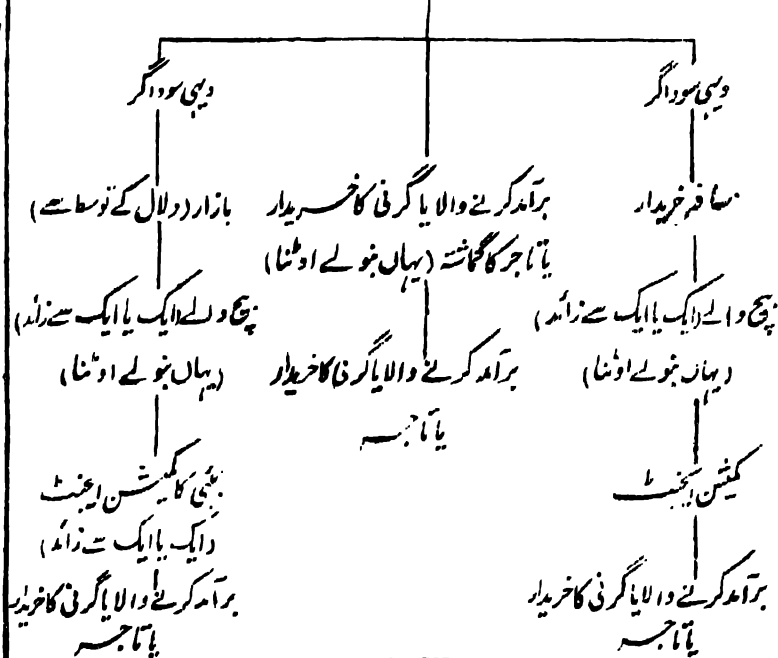 دیہی سوداگر
مضافہ خریدار
بیچ والے (ایک یا ایک سے زائد)
(یہاں بنولے اوٹنا)
کمیشن ایجنٹ
برآمد کرنے والا یا گرنی کا خریدار
یا تاجر
برآمد کرنے والا یا گرنی کا خریدار
یا تاجر کا گماشتہ (یہاں بنولے اوٹنا)
برآمد کرنے والا یا گرنی کا خریدار
یا تاجر
دیہی سوداگر
بازار (دلال کے توسط سے)
بیچ والے (ایک یا ایک سے زائد)
(یہاں بنولے اوٹنا)
بمبئی کا کمیشن ایجنٹ
(ایک یا ایک سے زائد)
برآمد کرنے والا یا گرنی کا خریدار
یا تاجر